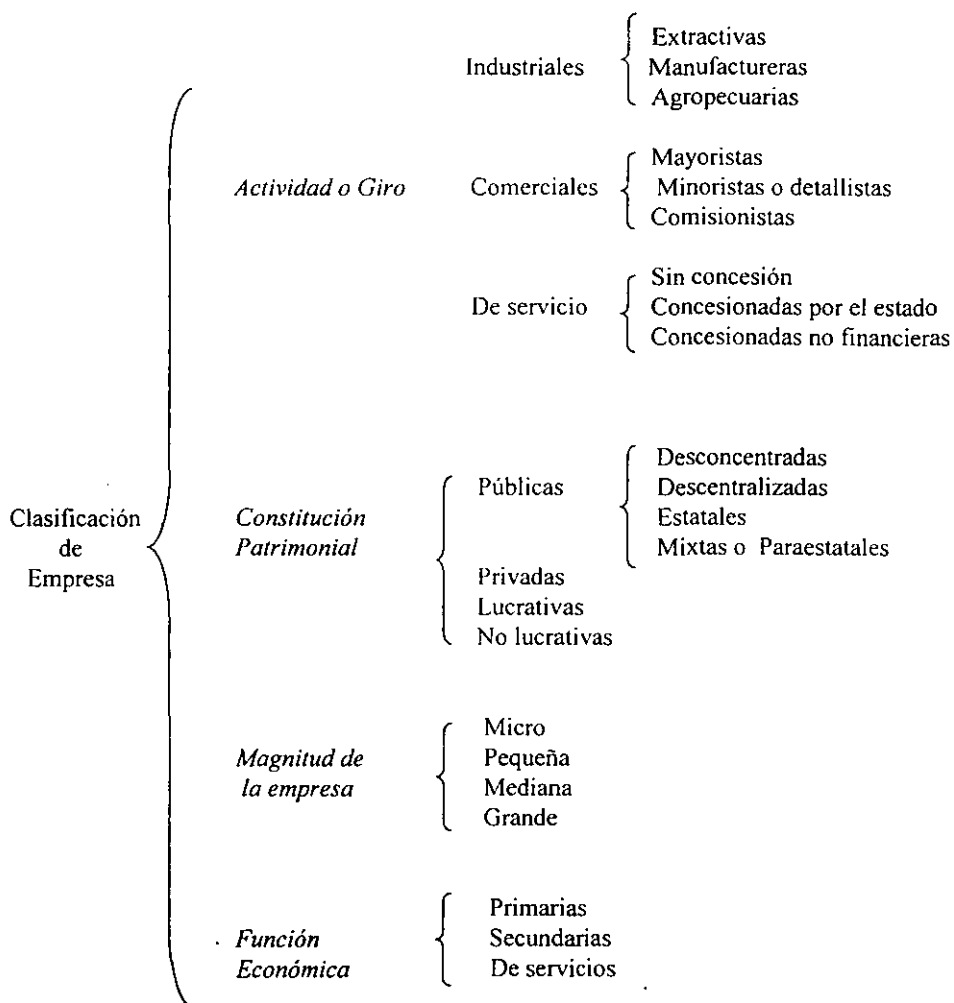 Clasificación
de
Empresa
Actividad o Giro
Industriales
Extractivas
Manufactureras
Agropecuarias
Comerciales
Mayoristas
Minoristas o detallistas
Comisionistas
De servicio
Sin concesión
Concesionadas por el estado
Concesionadas no financieras
Constitución
Patrimonial
Públicas
Desconcentradas
Descentralizadas
Estatales
Mixtas o Paraestatales
Privadas
Lucrativas
No lucrativas
Magnitud de
la empresa
Micro
Pequeña
Mediana
Grande
Función
Económica
Primarias
Secundarias
De servicios